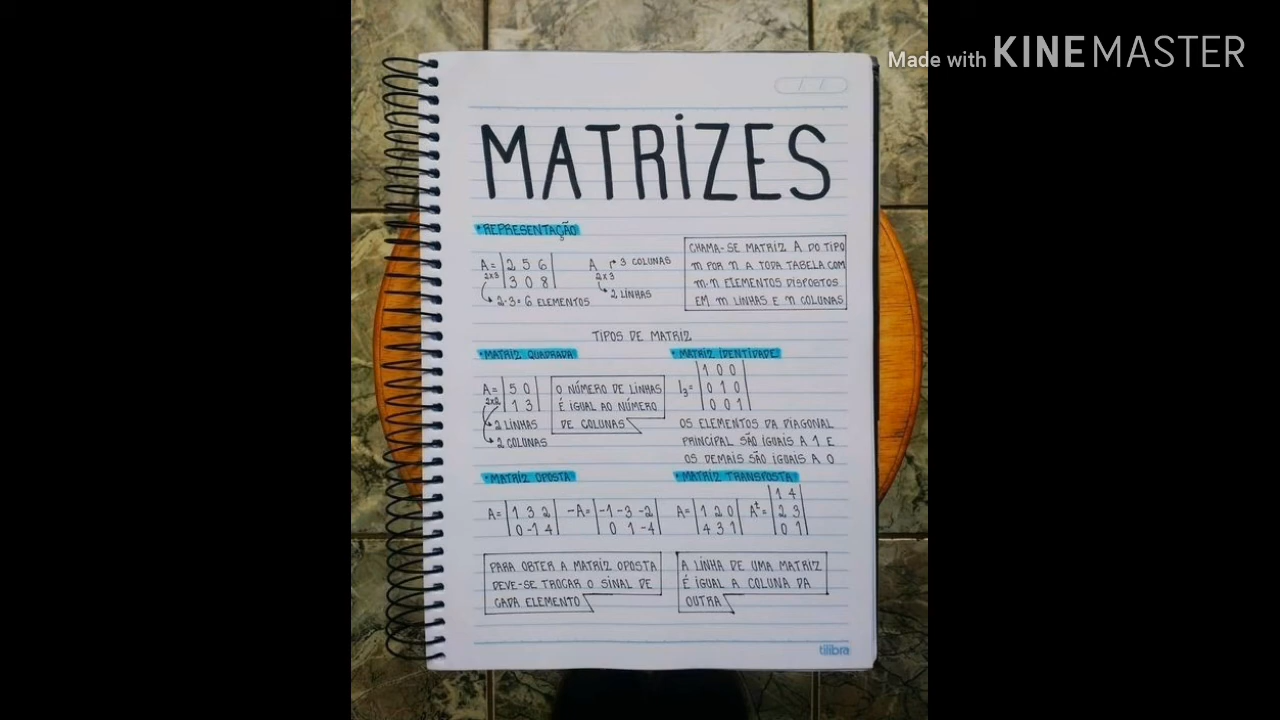 Made with KINEMASTER
/ /
MATRIZES
• REPRESENTAÇÃO
A = |2 5 6|
2x3 |3 0 8|
2·3 = 6 ELEMENTOS
A → 3 COLUNAS
2x3
2 LINHAS
CHAMA-SE MATRIZ A DO TIPO
m POR n A TODA TABELA COM
m·n ELEMENTOS DISPOSTOS
EM m LINHAS E n COLUNAS
TIPOS DE MATRIZ
• MATRIZ QUADRADA
A = |5 0|
2x2 |1 3|
2 LINHAS
2 COLUNAS
O NÚMERO DE LINHAS
É IGUAL AO NÚMERO
DE COLUNAS
• MATRIZ IDENTIDADE
|1 0 0|
I3 = |0 1 0|
|0 0 1|
OS ELEMENTOS DA DIAGONAL
PRINCIPAL SÃO IGUAIS A 1 E
OS DEMAIS SÃO IGUAIS A 0
• MATRIZ OPOSTA
A = |1 3 2| -A = |-1 -3 -2|
|0 -1 4| |0 1 -4|
PARA OBTER A MATRIZ OPOSTA
DEVE-SE TROCAR O SINAL DE
CADA ELEMENTO
• MATRIZ TRANSPOSTA
|1 4|
A = |1 2 0| Aᵗ = |2 3|
|4 3 1| |0 1|
A LINHA DE UMA MATRIZ
É IGUAL A COLUNA DA
OUTRA
tilibra